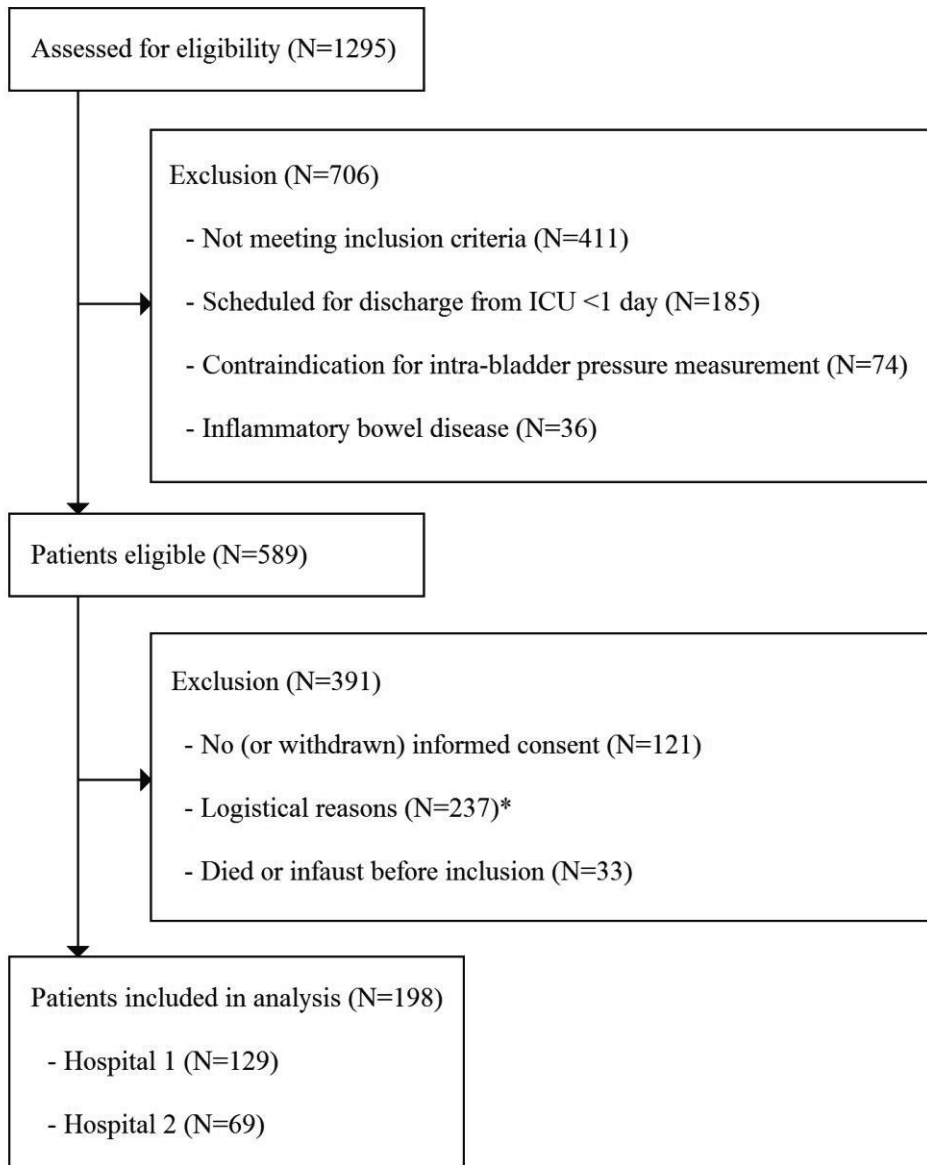 Assessed for eligibility (N=1295)
Exclusion (N=706)
- Not meeting inclusion criteria (N=411)
- Scheduled for discharge from ICU <1 day (N=185)
- Contraindication for intra-bladder pressure measurement (N=74)
- Inflammatory bowel disease (N=36)
Patients eligible (N=589)
Exclusion (N=391)
- No (or withdrawn) informed consent (N=121)
- Logistical reasons (N=237)*
- Died or infaust before inclusion (N=33)
Patients included in analysis (N=198)
- Hospital 1 (N=129)
- Hospital 2 (N=69)